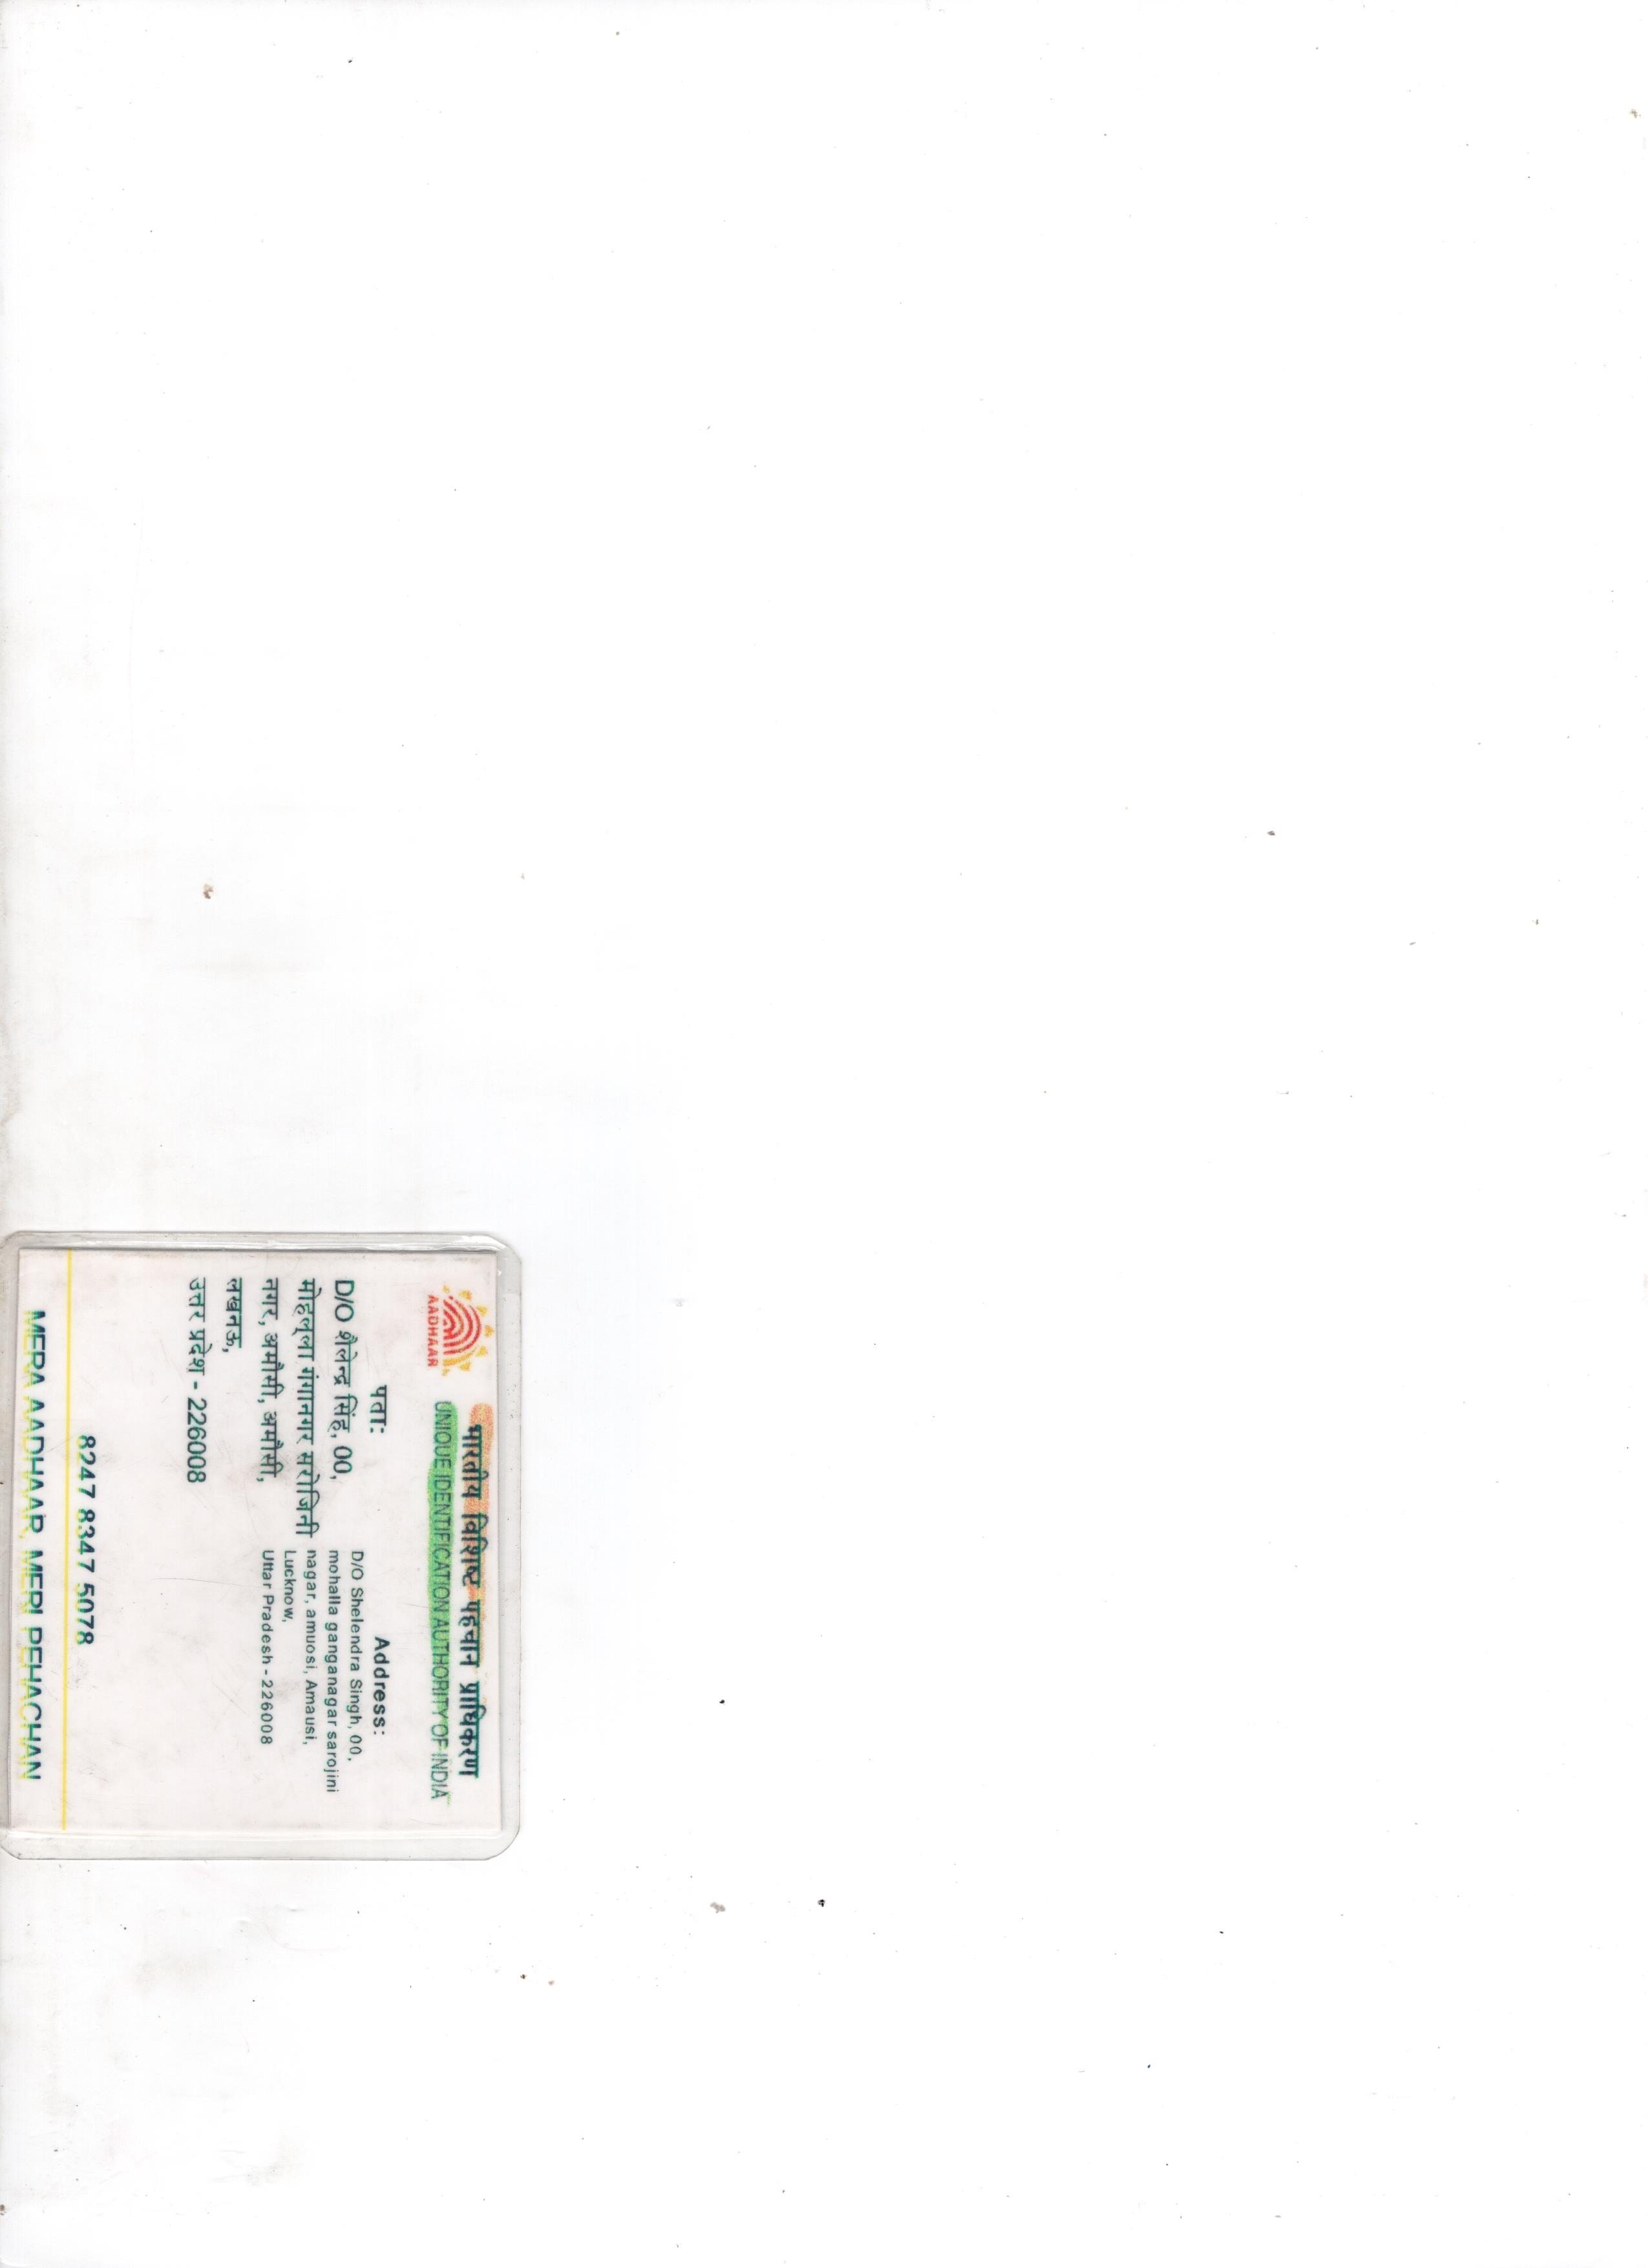 भारतीय विशिष्ट पहचान प्राधिकरण
UNIQUE IDENTIFICATION AUTHORITY OF INDIA
AADHAAR
पता:
D/O शैलेन्द्र सिंह, 00,
मोहल्ला गंगानगर सरोजिनी
नगर, अमौसी, अमौसी,
लखनऊ,
उत्तर प्रदेश - 226008
Address:
D/O Shelendra Singh, 00,
mohalla ganganagar sarojini
nagar, amuosi, Amausi,
Lucknow,
Uttar Pradesh - 226008
8247 8347 5078
MERA AADHAAR, MERI PEHACHAN